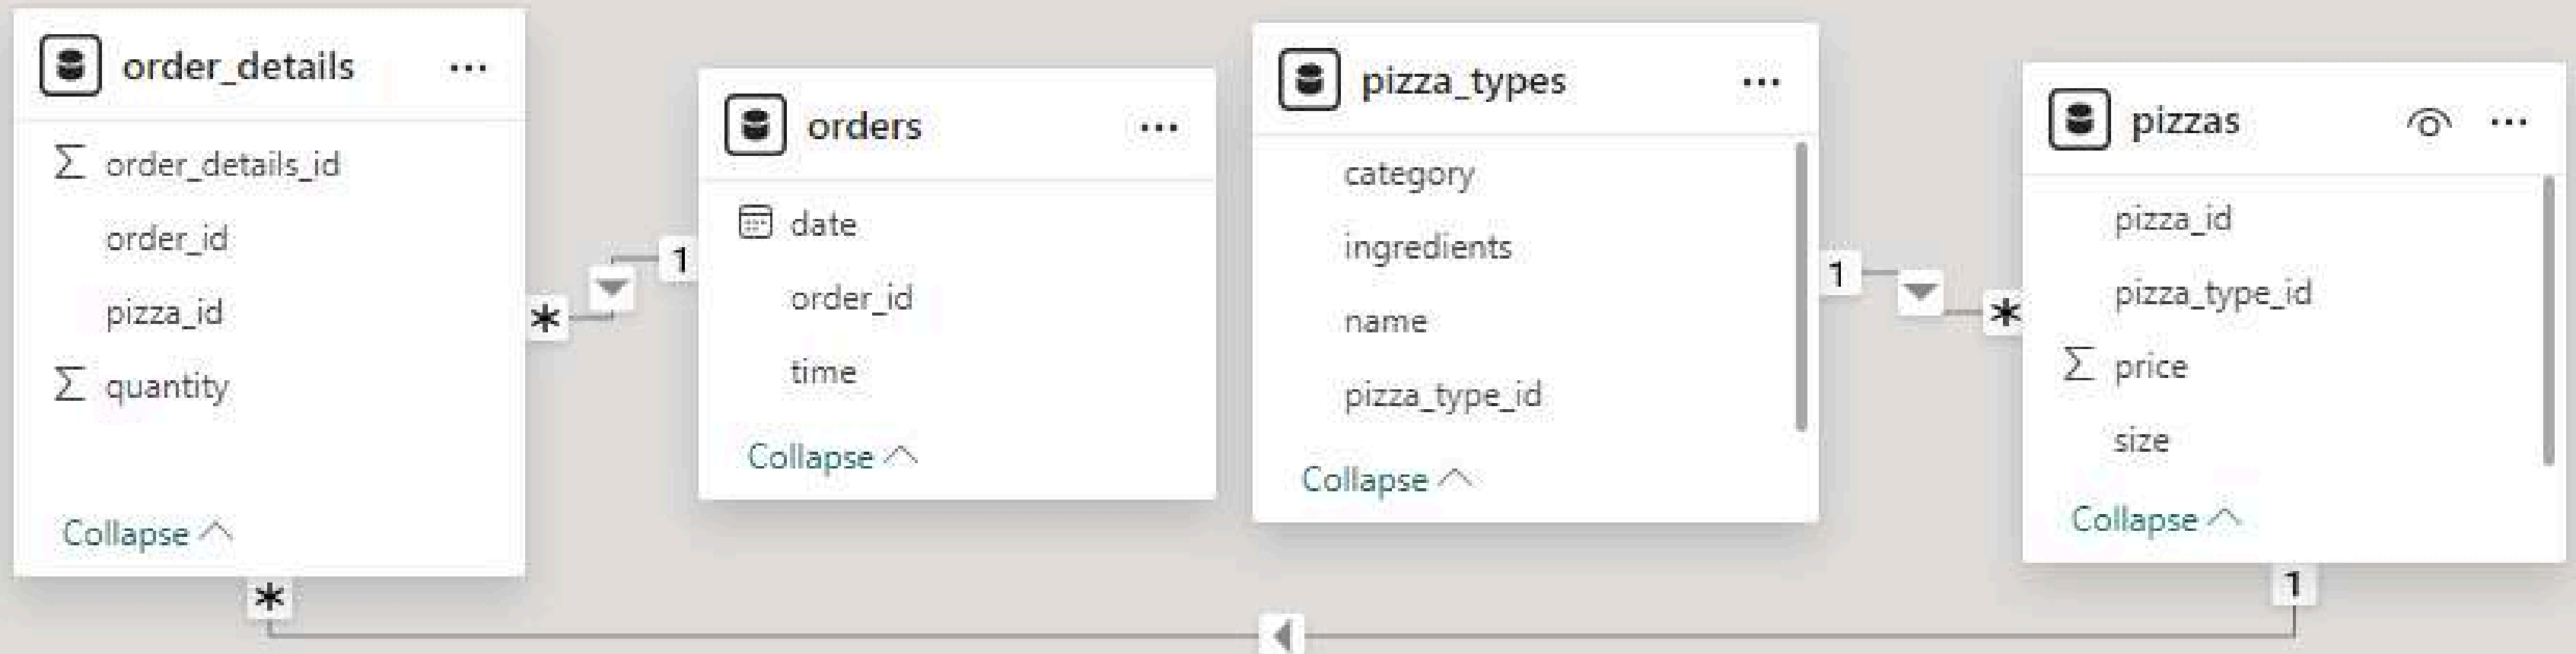 order_details ...
Σ order_details_id
order_id
pizza_id
Σ quantity
Collapse
*
*
1
orders ...
date
order_id
time
Collapse
pizza_types ...
category
ingredients
name
pizza_type_id
Collapse
1
*
pizzas ...
pizza_id
pizza_type_id
Σ price
size
Collapse
1